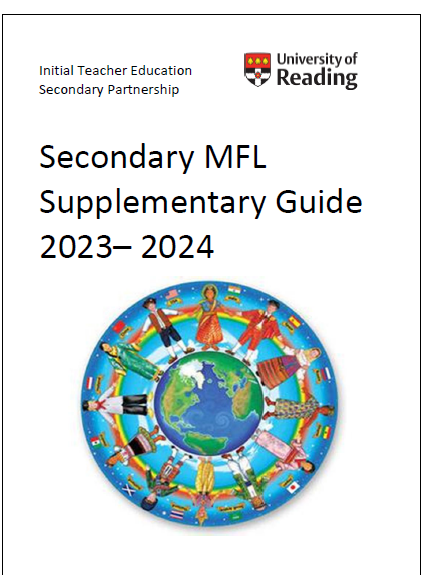 Initial Teacher Education
Secondary Partnership
University of
Reading
Secondary MFL
Supplementary Guide
2023– 2024